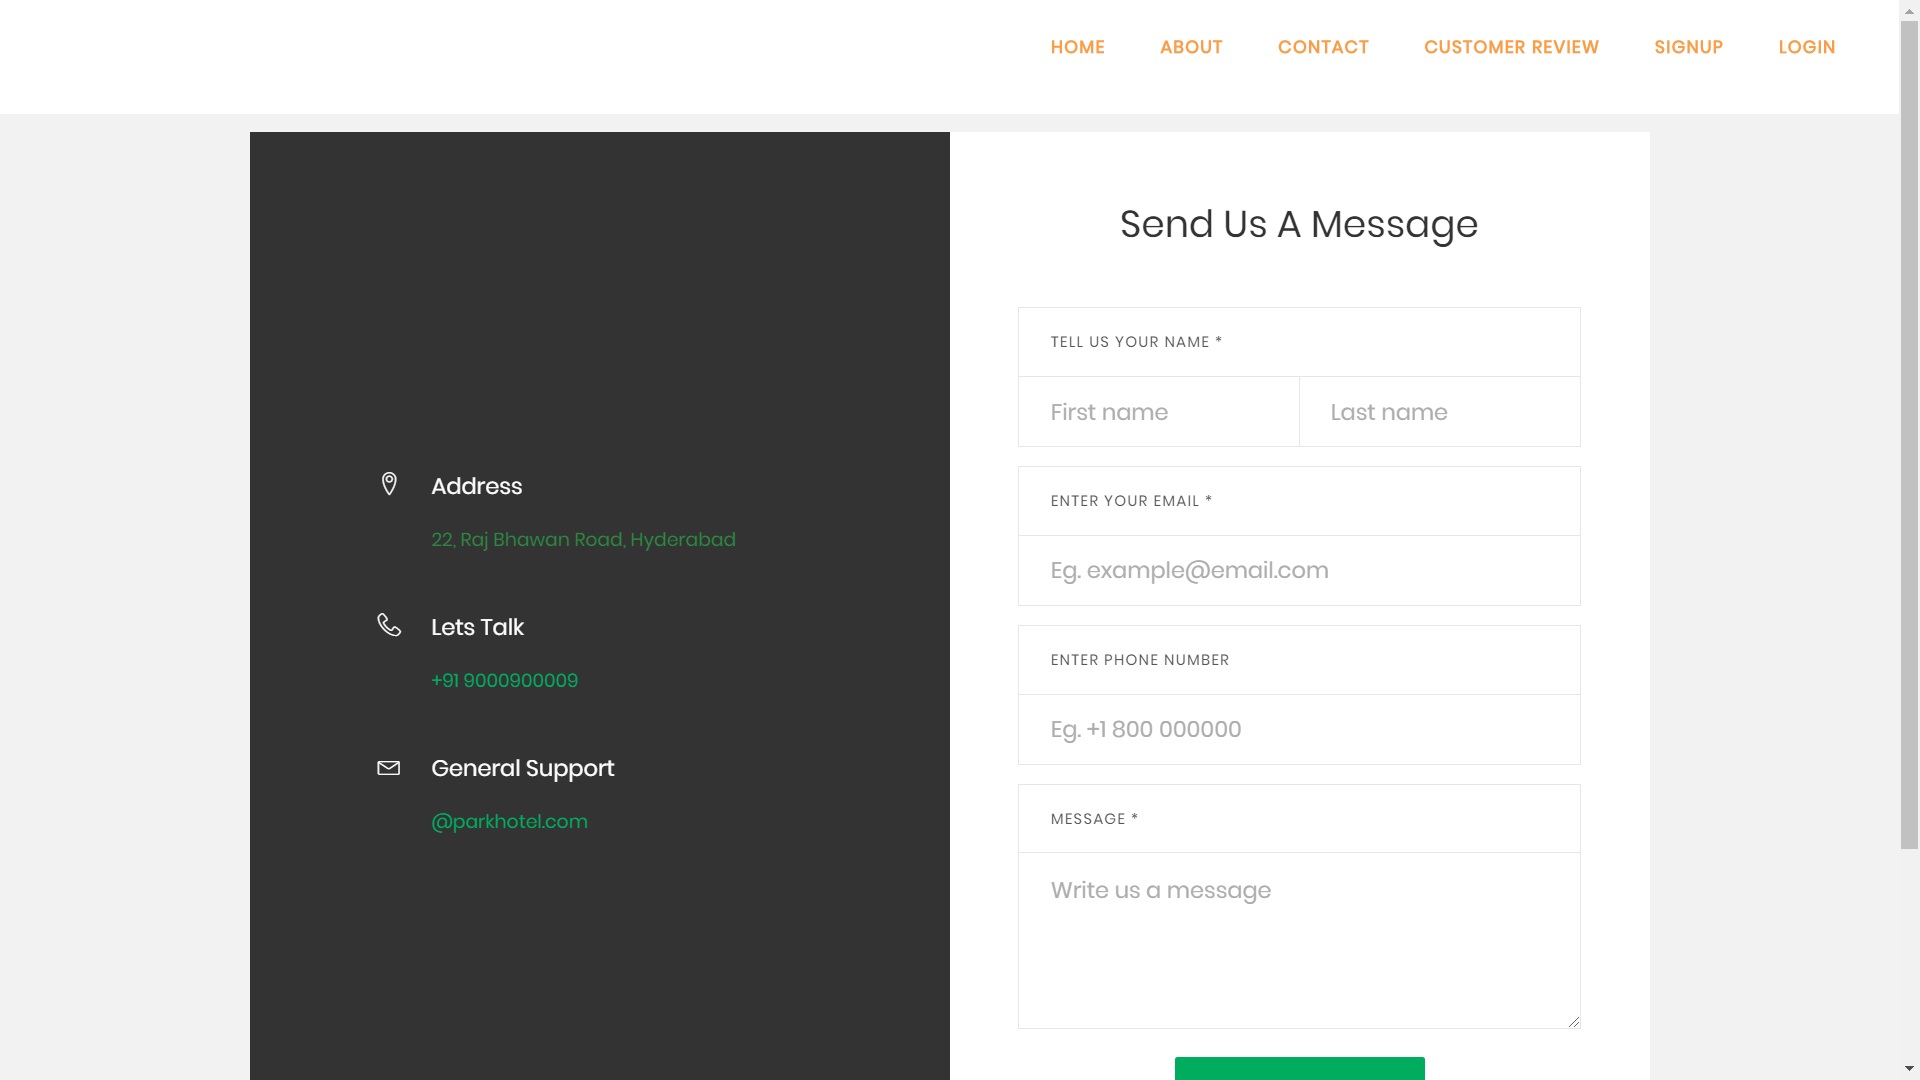 HOME ABOUT CONTACT CUSTOMER REVIEW SIGNUP LOGIN
Address
22, Raj Bhawan Road, Hyderabad
Lets Talk
+91 9000900009
General Support
@parkhotel.com
Send Us A Message
TELL US YOUR NAME *
First name Last name
ENTER YOUR EMAIL *
Eg. example@email.com
ENTER PHONE NUMBER
Eg. +1 800 000000
MESSAGE *
Write us a message